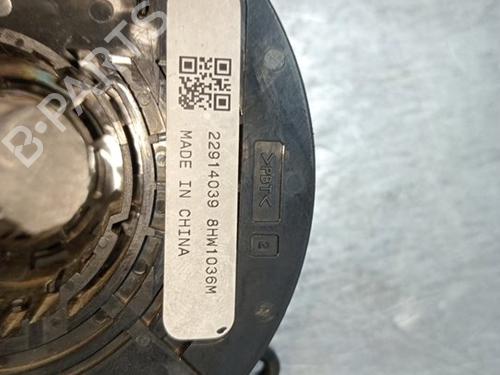 22914039 8HW1036M
MADE IN CHINA
>PBT<
2
B-PARTS